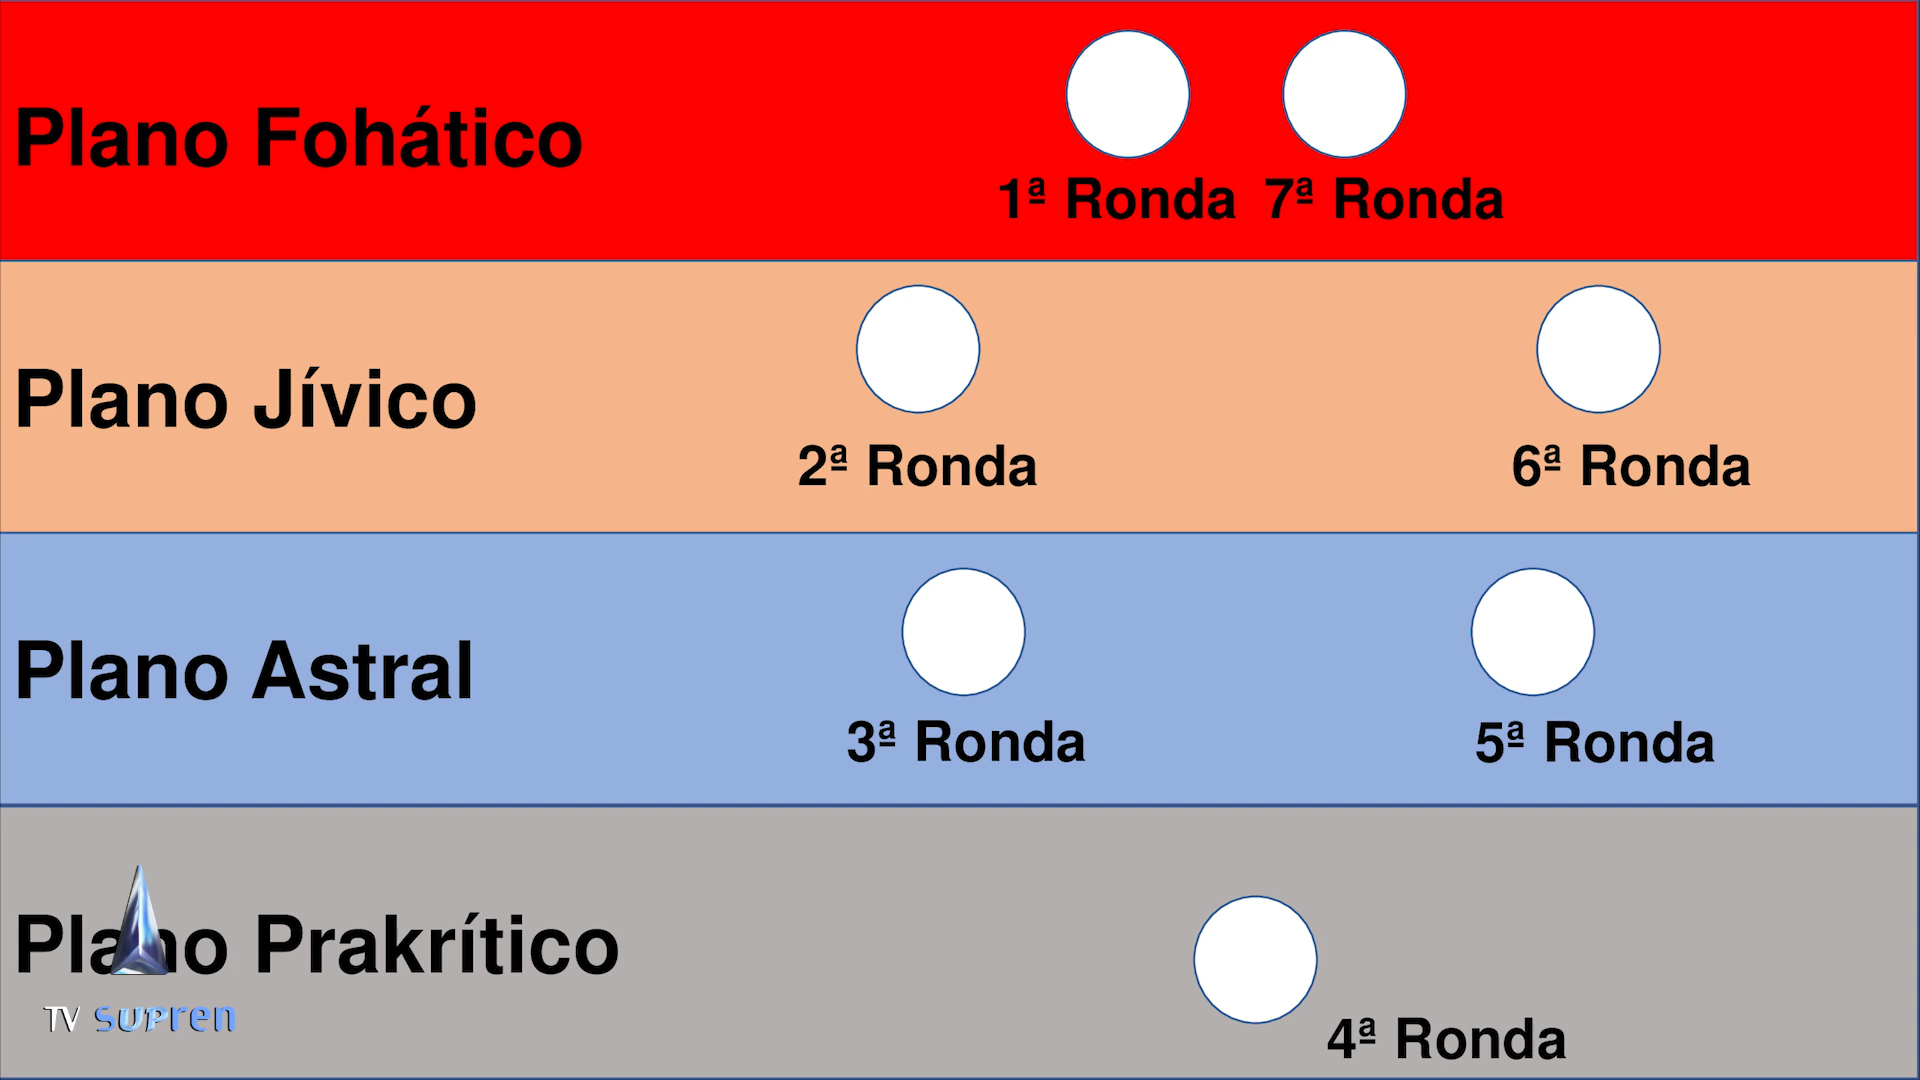 Plano Fohático
1ª Ronda 7ª Ronda
Plano Jívico
2ª Ronda 6ª Ronda
Plano Astral
3ª Ronda 5ª Ronda
Plano Prakrítico
4ª Ronda
TV supren